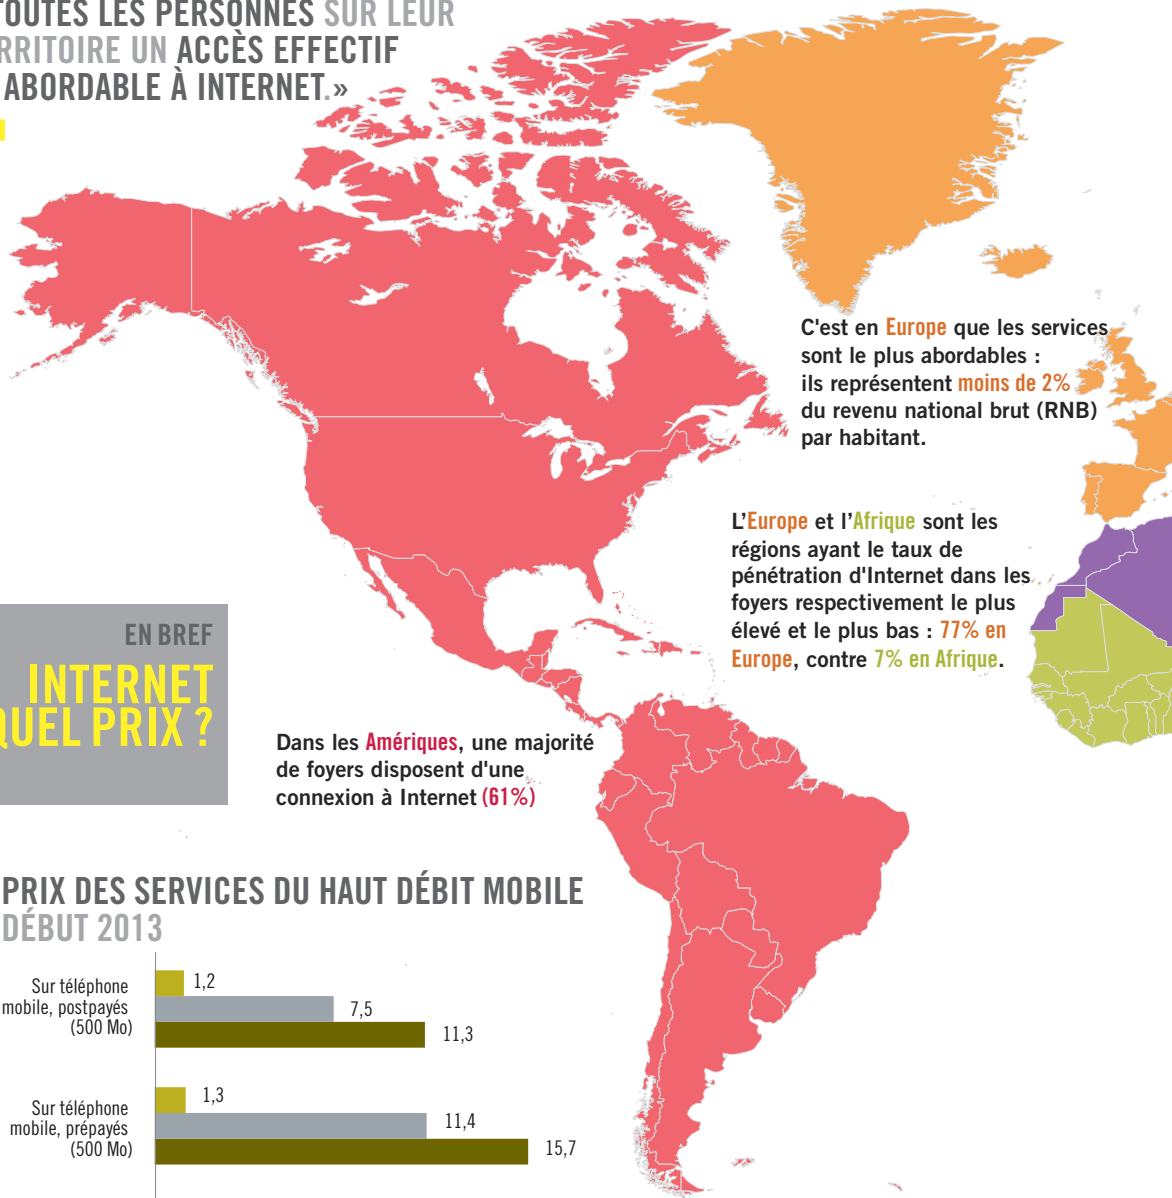 TOUTES LES PERSONNES SUR LEUR
RRITOIRE UN ACCÈS EFFECTIF
ABORDABLE À INTERNET.»
C'est en Europe que les services
sont le plus abordables :
ils représentent moins de 2%
du revenu national brut (RNB)
par habitant.
L'Europe et l'Afrique sont les
régions ayant le taux de
pénétration d'Internet dans les
foyers respectivement le plus
élevé et le plus bas : 77% en
Europe, contre 7% en Afrique.
EN BREF
INTERNET
QUEL PRIX ?
Dans les Amériques, une majorité
de foyers disposent d'une
connexion à Internet (61%)
PRIX DES SERVICES DU HAUT DÉBIT MOBILE
DÉBUT 2013
Sur téléphone
mobile, postpayés
(500 Mo)
1,2
7,5
11,3
Sur téléphone
mobile, prépayés
(500 Mo)
1,3
11,4
15,7